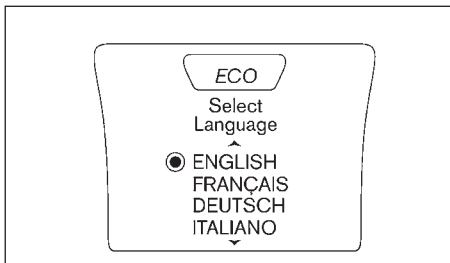 ECO
Select
Language
ENGLISH
FRANÇAIS
DEUTSCH
ITALIANO